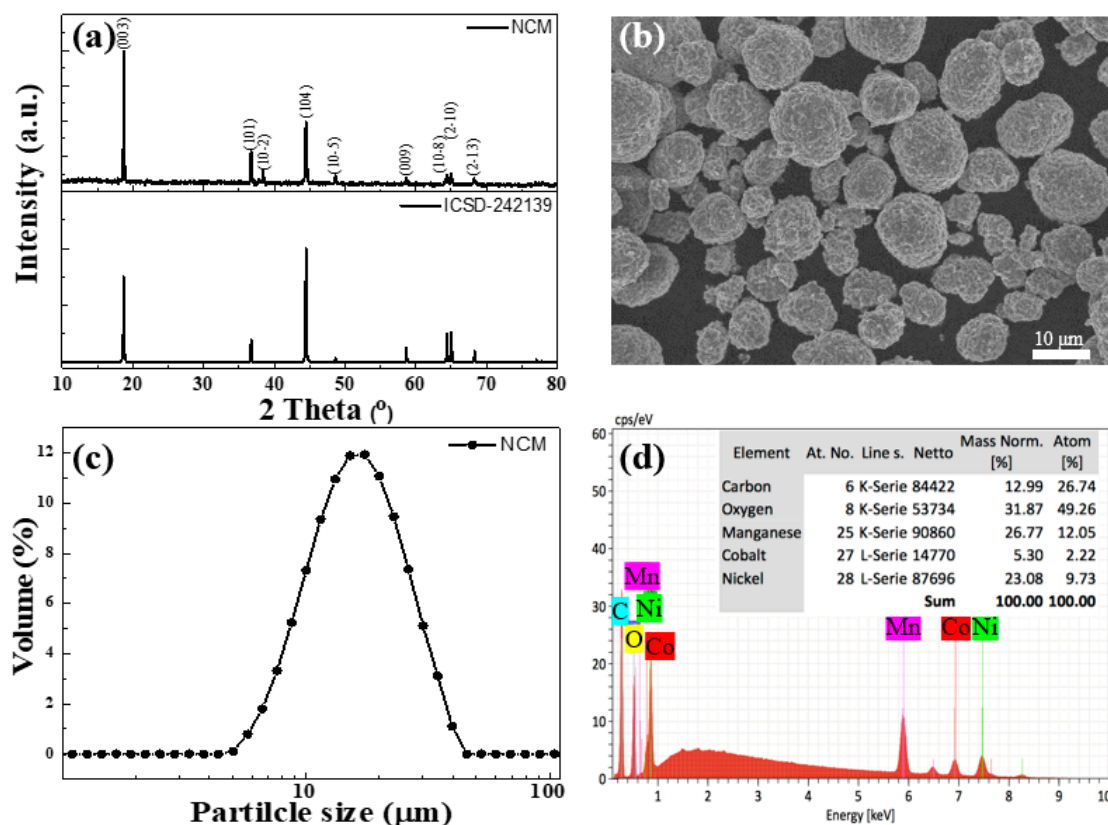 (a)
NCM
(003)
(101)
(10-2)
(104)
(10-5)
(009)
(10-8)
(2-10)
(2-13)
ICSD-242139
Intensity (a.u.)
10 20 30 40 50 60 70 80
2 Theta (º)
(b)
10 μm
(c)
NCM
12
10
8
6
4
2
0
Volume (%)
10 100
Partilcle size (μm)
(d)
cps/eV
60
50
40
30
20
10
0
Element At. No. Line s. Netto Mass Norm. [%] Atom [%]
Carbon 6 K-Serie 84422 12.99 26.74
Oxygen 8 K-Serie 53734 31.87 49.26
Manganese 25 K-Serie 90860 26.77 12.05
Cobalt 27 L-Serie 14770 5.30 2.22
Nickel 28 L-Serie 87696 23.08 9.73
Sum 100.00 100.00
Mn
C
Ni
O
Co
Mn
Co
Ni
1 2 3 4 5 6 7 8 9 10
Energy [keV]